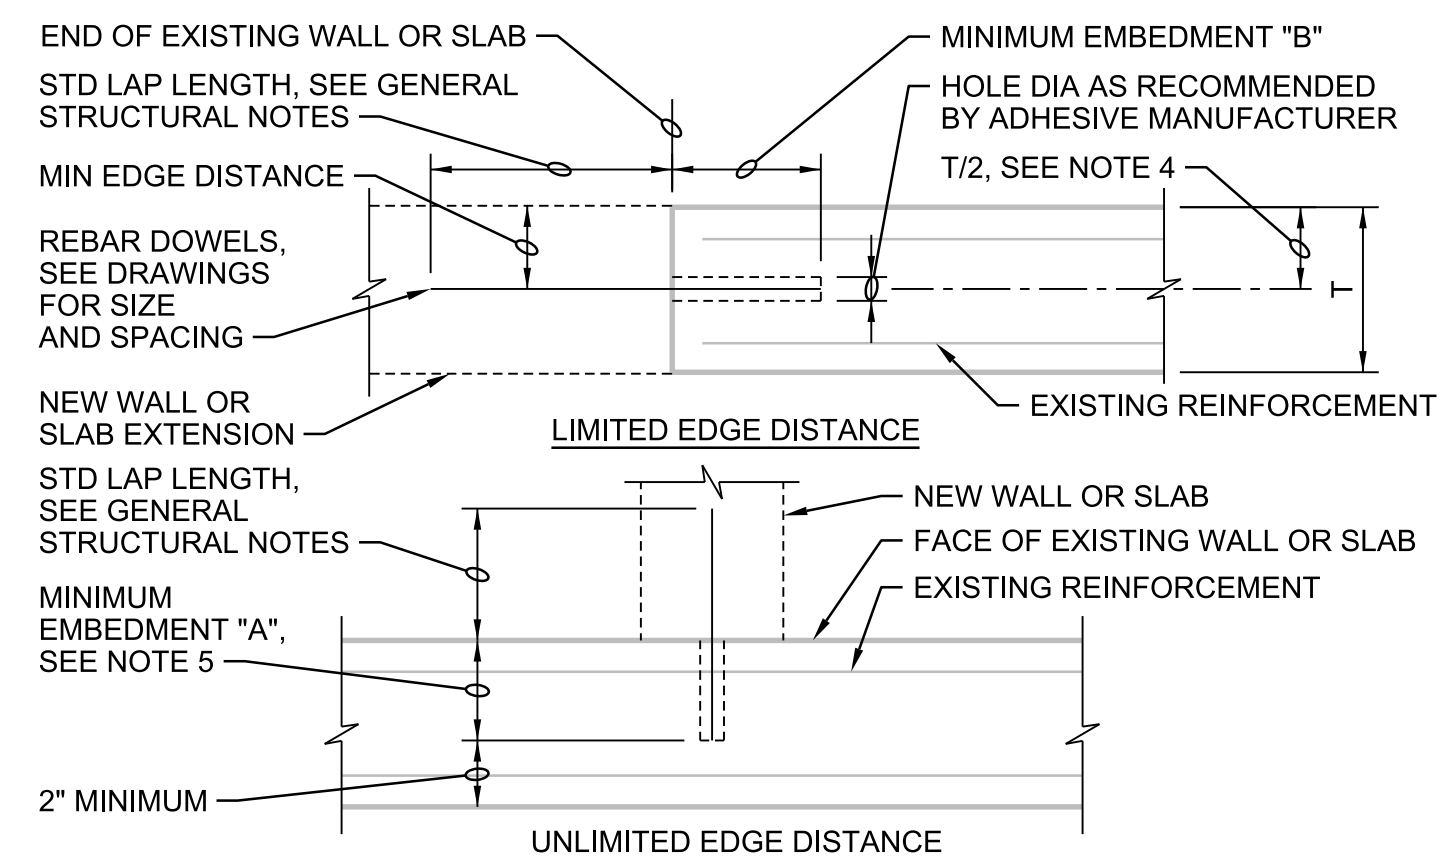 END OF EXISTING WALL OR SLAB
STD LAP LENGTH, SEE GENERAL
STRUCTURAL NOTES
MIN EDGE DISTANCE
REBAR DOWELS,
SEE DRAWINGS
FOR SIZE
AND SPACING
NEW WALL OR
SLAB EXTENSION
MINIMUM EMBEDMENT "B"
HOLE DIA AS RECOMMENDED
BY ADHESIVE MANUFACTURER
T/2, SEE NOTE 4
T
EXISTING REINFORCEMENT
LIMITED EDGE DISTANCE
STD LAP LENGTH,
SEE GENERAL
STRUCTURAL NOTES
MINIMUM
EMBEDMENT "A",
SEE NOTE 5
2" MINIMUM
NEW WALL OR SLAB
FACE OF EXISTING WALL OR SLAB
EXISTING REINFORCEMENT
UNLIMITED EDGE DISTANCE